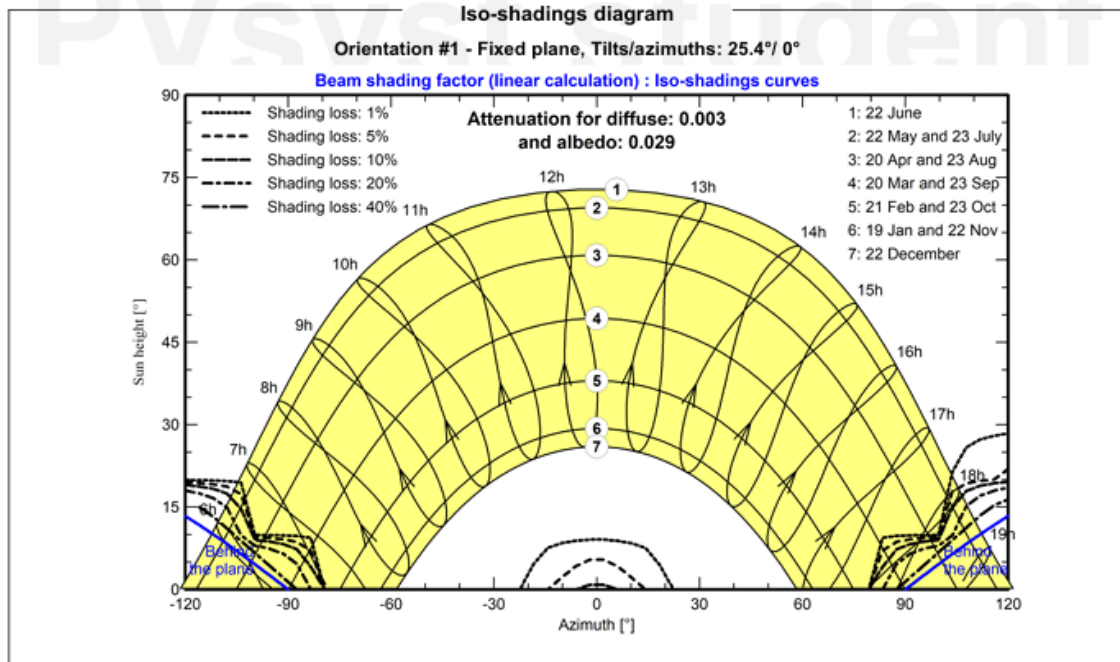 PVsyst student
Iso-shadings diagram
Orientation #1 - Fixed plane, Tilts/azimuths: 25.4°/ 0°
Beam shading factor (linear calculation) : Iso-shadings curves
Shading loss: 1%
Shading loss: 5%
Shading loss: 10%
Shading loss: 20%
Shading loss: 40%
Attenuation for diffuse: 0.003
and albedo: 0.029
1: 22 June
2: 22 May and 23 July
3: 20 Apr and 23 Aug
4: 20 Mar and 23 Sep
5: 21 Feb and 23 Oct
6: 19 Jan and 22 Nov
7: 22 December
90
75
60
45
30
15
0
Sun height [°]
6h
7h
8h
9h
10h
11h
12h
13h
14h
15h
16h
17h
18h
19h
1
2
3
4
5
6
7
Behind
the plane
Behind
the plane
-120
-90
-60
-30
0
30
60
90
120
Azimuth [°]